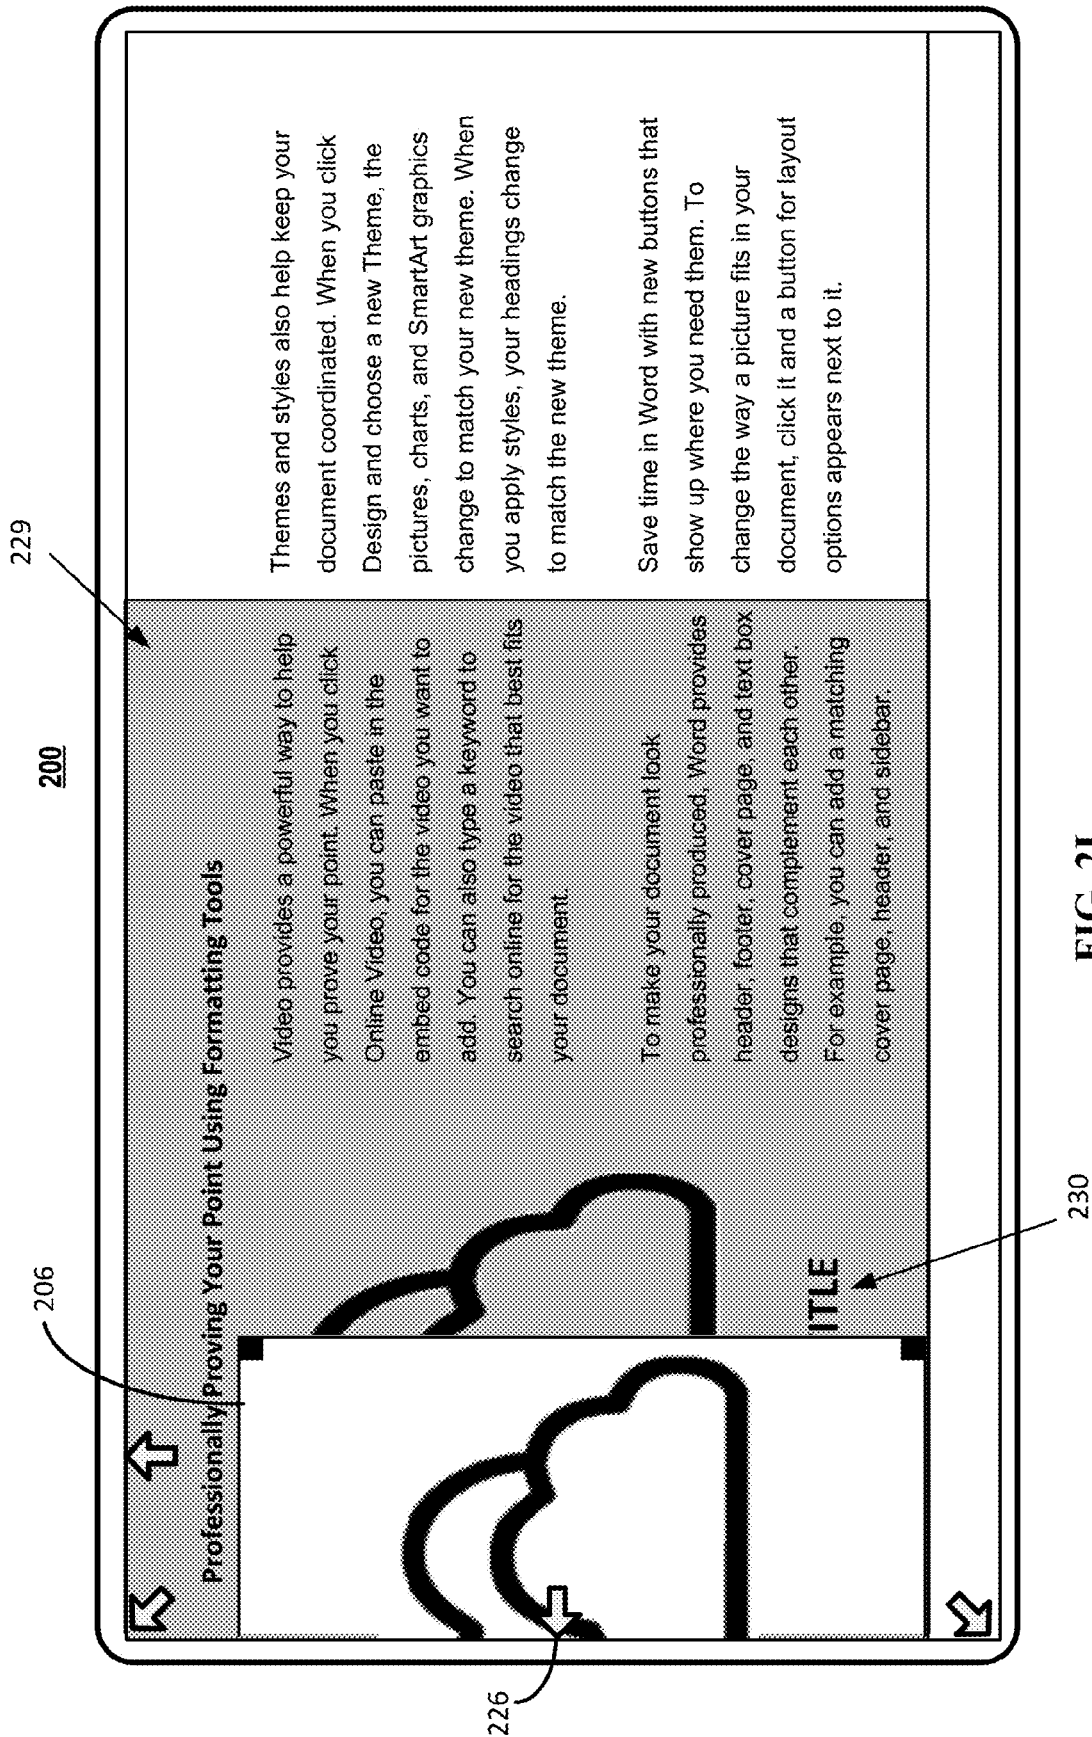 200
229
206
Professionally Proving Your Point Using Formatting Tools
Video provides a powerful way to help
you prove your point. When you click
Online Video, you can paste in the
embed code for the video you want to
add. You can also type a keyword to
search online for the video that best fits
your document.
To make your document look
professionally produced, Word provides
header, footer, cover page, and text box
designs that complement each other.
For example, you can add a matching
cover page, header, and sidebar.
Themes and styles also help keep your
document coordinated. When you click
Design and choose a new Theme, the
pictures, charts, and SmartArt graphics
change to match your new theme. When
you apply styles, your headings change
to match the new theme.
Save time in Word with new buttons that
show up where you need them. To
change the way a picture fits in your
document, click it and a button for layout
options appears next to it.
ITLE
226
230
FIG.